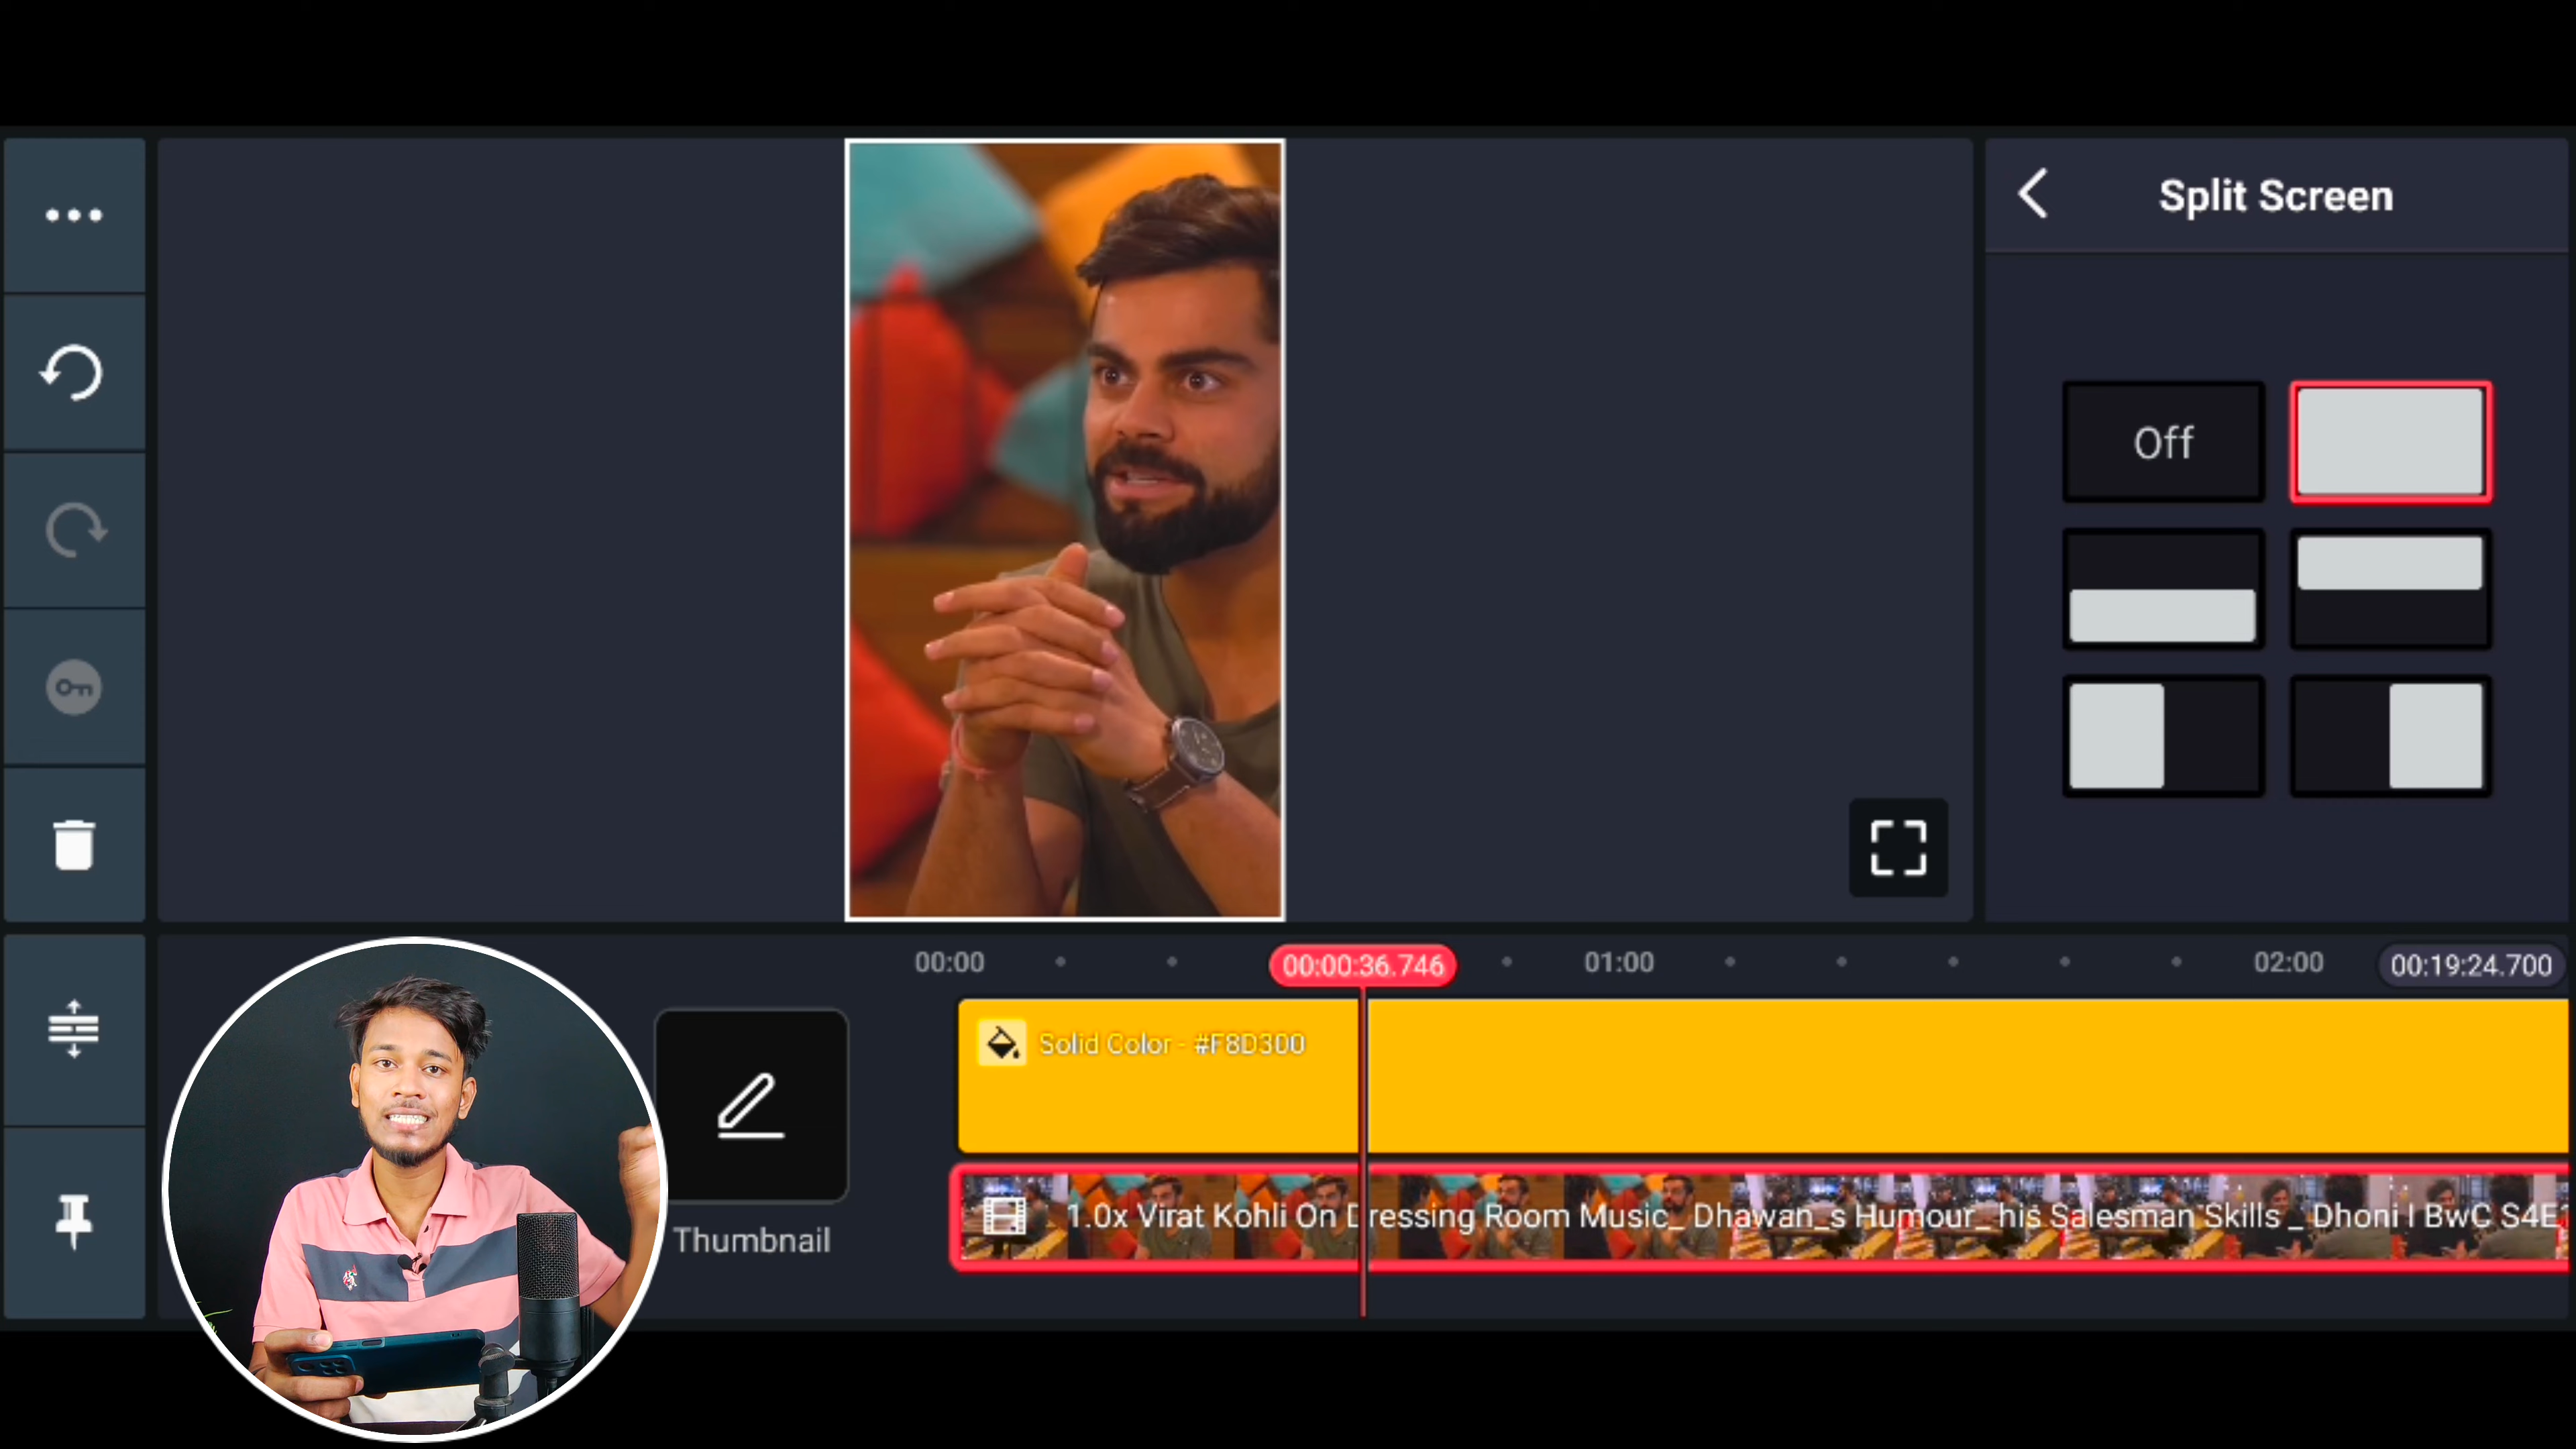 Split Screen
Off
00:00
00:00:36.746
01:00
02:00
00:19:24.700
Solid Color - #F8D300
Thumbnail
1.0x Virat Kohli On Dressing Room Music_ Dhawan_s Humour_ his Salesman Skills _ Dhoni I BwC S4E